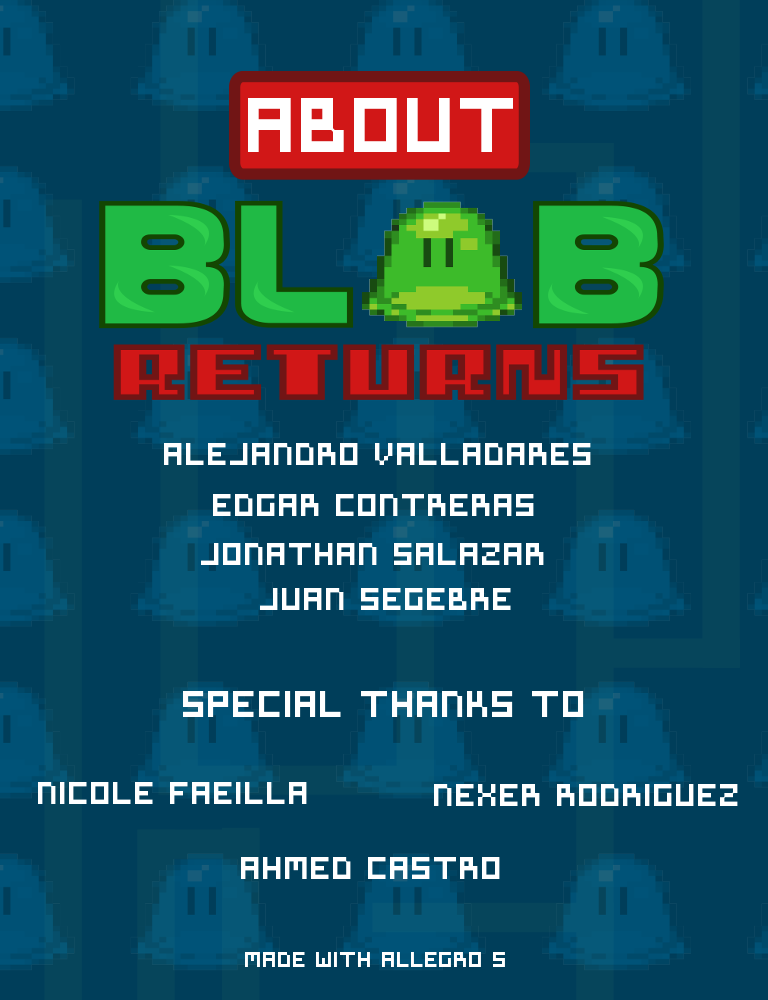 ABOUT
BLOB
RETURNS
ALEJANDRO VALLADARES
EDGAR CONTRERAS
JONATHAN SALAZAR
JUAN SEGEBRE
SPECIAL THANKS TO
NICOLE FAEILLA NEXER RODRIGUEZ
AHMED CASTRO
MADE WITH ALLEGRO 5